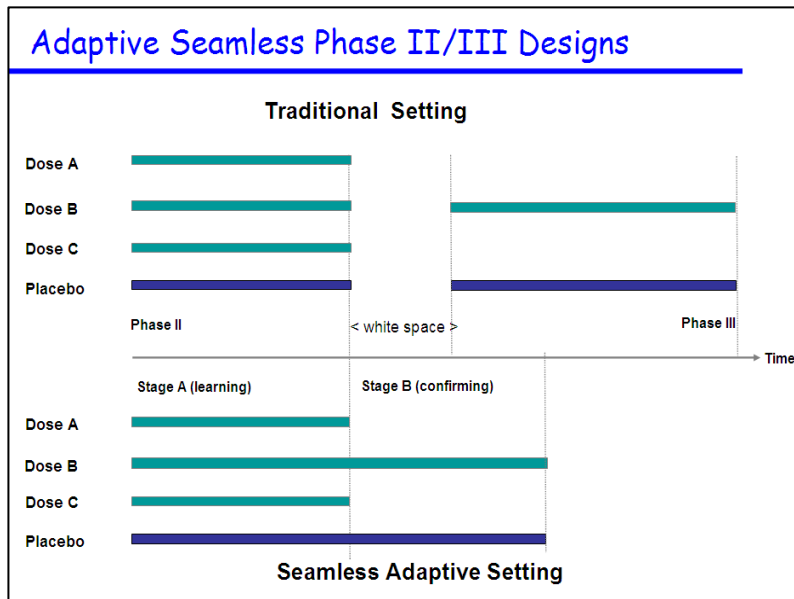 Adaptive Seamless Phase II/III Designs
Traditional Setting
Dose A
Dose B
Dose C
Placebo
Phase II
< white space >
Phase III
Time
Stage A (learning)
Stage B (confirming)
Dose A
Dose B
Dose C
Placebo
Seamless Adaptive Setting